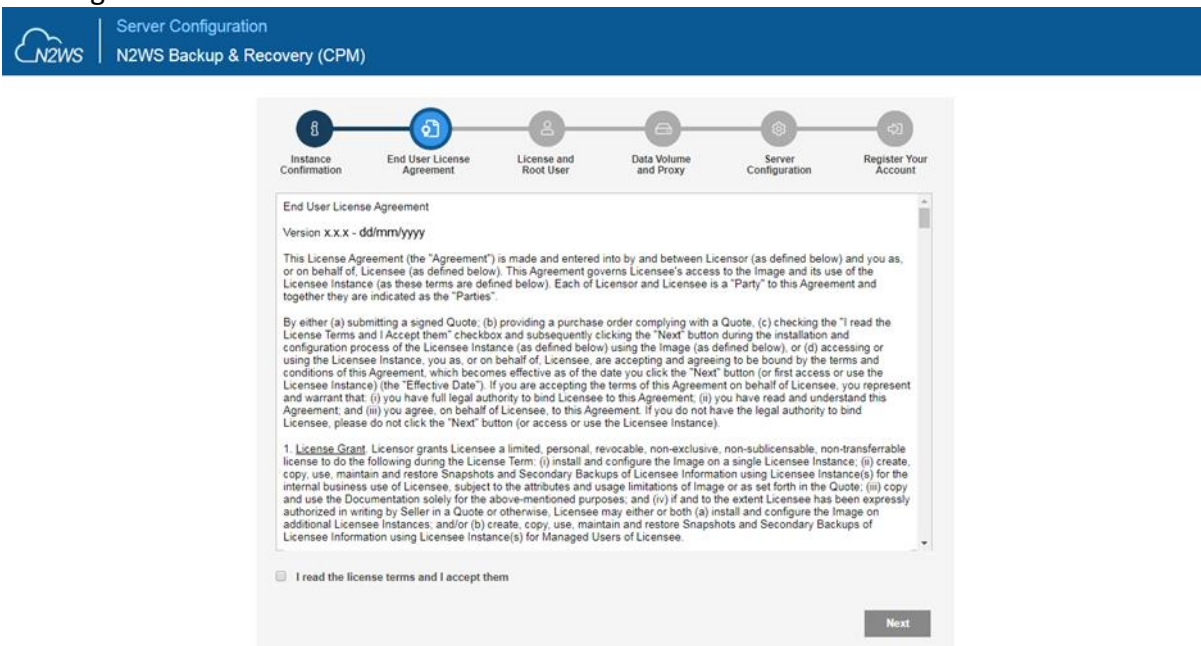 Server Configuration
N2WS
N2WS Backup & Recovery (CPM)
Instance
Confirmation
End User License
Agreement
License and
Root User
Data Volume
and Proxy
Server
Configuration
Register Your
Account
End User License Agreement
Version x.x.x - dd/mm/yyyy
This License Agreement (the "Agreement") is made and entered into by and between Licensor (as defined below) and you as,
or on behalf of, Licensee (as defined below). This Agreement governs Licensee's access to the Image and its use of the
Licensee Instance (as these terms are defined below). Each of Licensor and Licensee is a "Party" to this Agreement and
together they are indicated as the "Parties".
By either (a) submitting a signed Quote; (b) providing a purchase order complying with a Quote, (c) checking the "I read the
License Terms and I Accept them" checkbox and subsequently clicking the "Next" button during the installation and
configuration process of the Licensee Instance (as defined below) using the Image (as defined below), or (d) accessing or
using the Licensee Instance, you as, or on behalf of, Licensee, are accepting and agreeing to be bound by the terms and
conditions of this Agreement, which becomes effective as of the date you click the "Next" button (or first access or use the
Licensee Instance) (the "Effective Date"). If you are accepting the terms of this Agreement on behalf of Licensee, you represent
and warrant that: (i) you have full legal authority to bind Licensee to this Agreement; (ii) you have read and understand this
Agreement; and (iii) you agree, on behalf of Licensee, to this Agreement. If you do not have the legal authority to bind
Licensee, please do not click the "Next" button (or access or use the Licensee Instance).
1. License Grant. Licensor grants Licensee a limited, personal, revocable, non-exclusive, non-sublicensable, non-transferrable
license to do the following during the License Term: (i) install and configure the Image on a single Licensee Instance; (ii) create,
copy, use, maintain and restore Snapshots and Secondary Backups of Licensee Information using Licensee Instance(s) for the
internal business use of Licensee, subject to the attributes and usage limitations of Image or as set forth in the Quote; (iii) copy
and use the Documentation solely for the above-mentioned purposes; and (iv) if and to the extent Licensee has been expressly
authorized in writing by Seller in a Quote or otherwise, Licensee may either or both (a) install and configure the Image on
additional Licensee Instances; and/or (b) create, copy, use, maintain and restore Snapshots and Secondary Backups of
Licensee Information using Licensee Instance(s) for Managed Users of Licensee.
I read the license terms and I accept them
Next